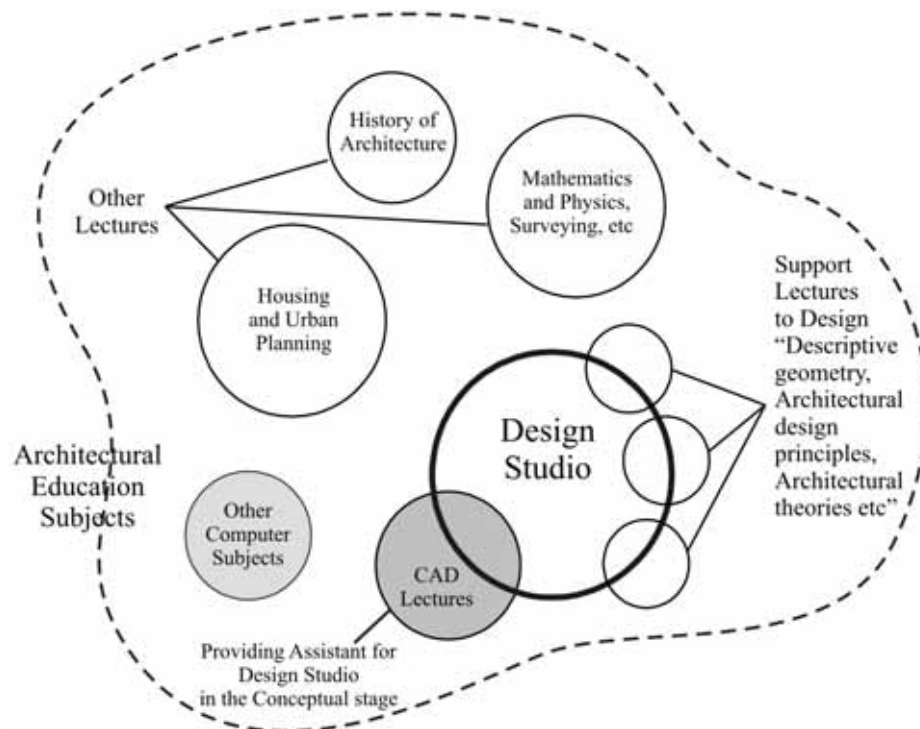 History of
Architecture
Mathematics
and Physics,
Surveying, etc
Other
Lectures
Housing
and Urban
Planning
Support
Lectures
to Design
“Descriptive
geometry,
Architectural
design
principles,
Architectural
theories etc”
Design
Studio
Architectural
Education
Subjects
Other
Computer
Subjects
CAD
Lectures
Providing Assistant for
Design Studio
in the Conceptual stage